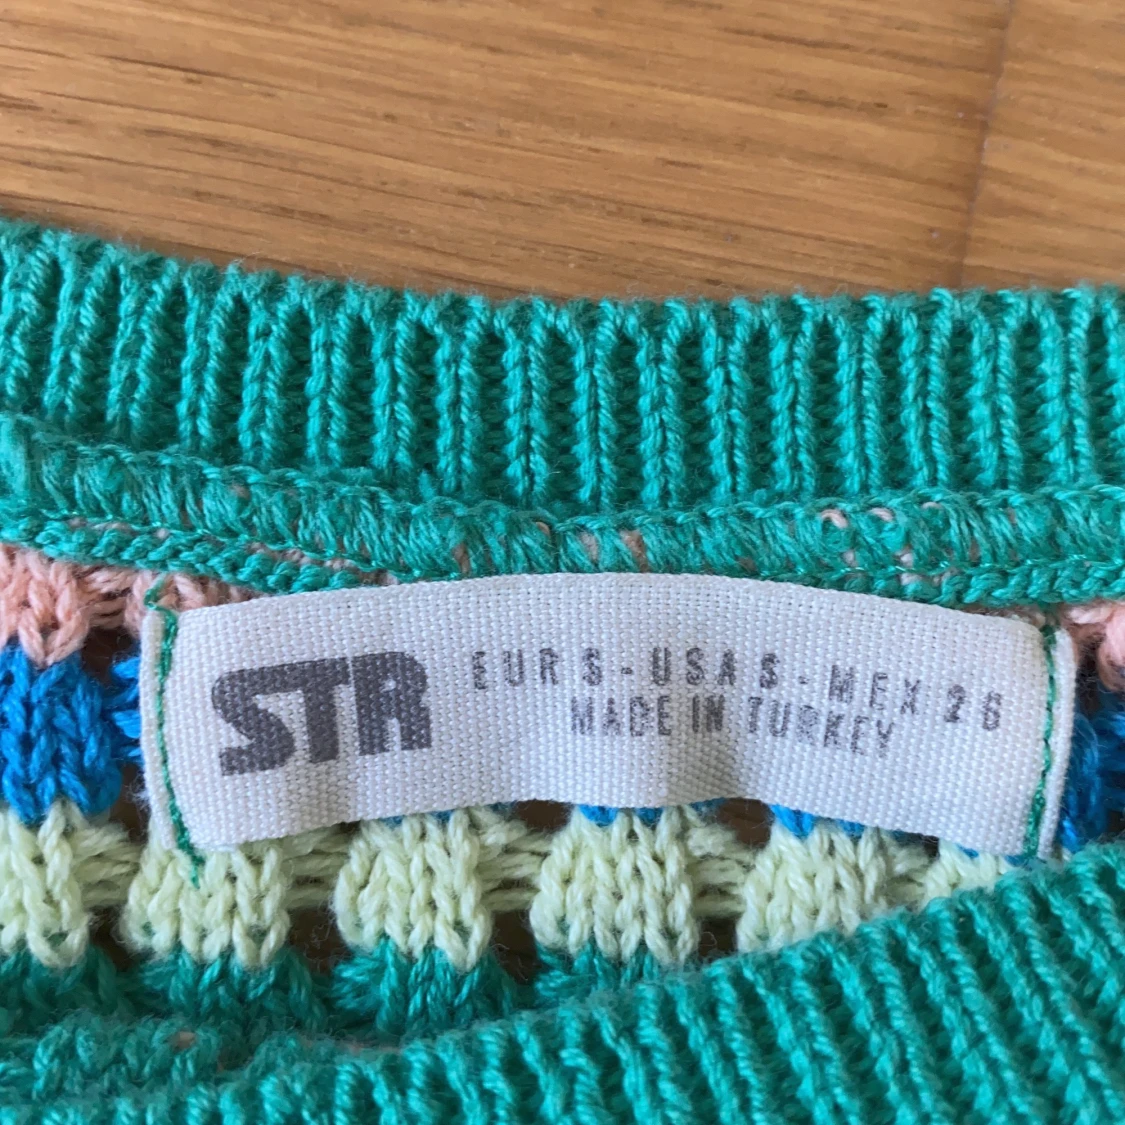 STR
EUR S - USA S - MEX 26
MADE IN TURKEY